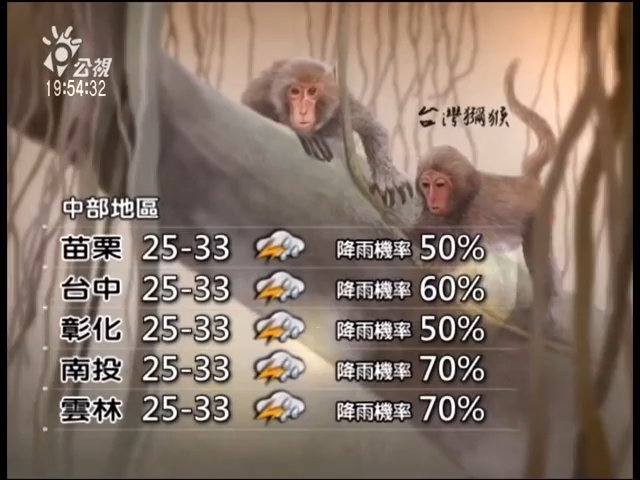 公視
19:54:32
台灣獼猴
中部地區
苗栗 25-33 降雨機率 50%
台中 25-33 降雨機率 60%
彰化 25-33 降雨機率 50%
南投 25-33 降雨機率 70%
雲林 25-33 降雨機率 70%